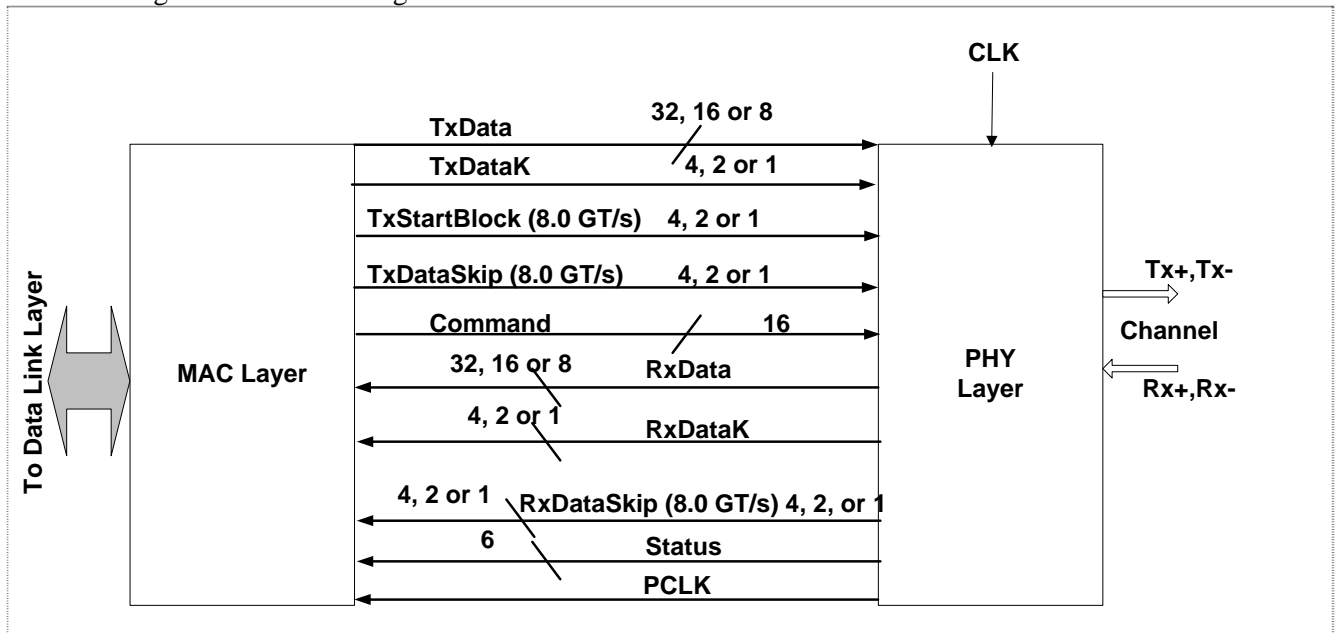 CLK
32, 16 or 8
TxData
TxDataK 4, 2 or 1
TxStartBlock (8.0 GT/s) 4, 2 or 1
TxDataSkip (8.0 GT/s) 4, 2 or 1
Command 16
32, 16 or 8 RxData
4, 2 or 1 RxDataK
4, 2 or 1 RxDataSkip (8.0 GT/s) 4, 2, or 1
6 Status
PCLK
To Data Link Layer
MAC Layer
PHY
Layer
Tx+,Tx-
Channel
Rx+,Rx-